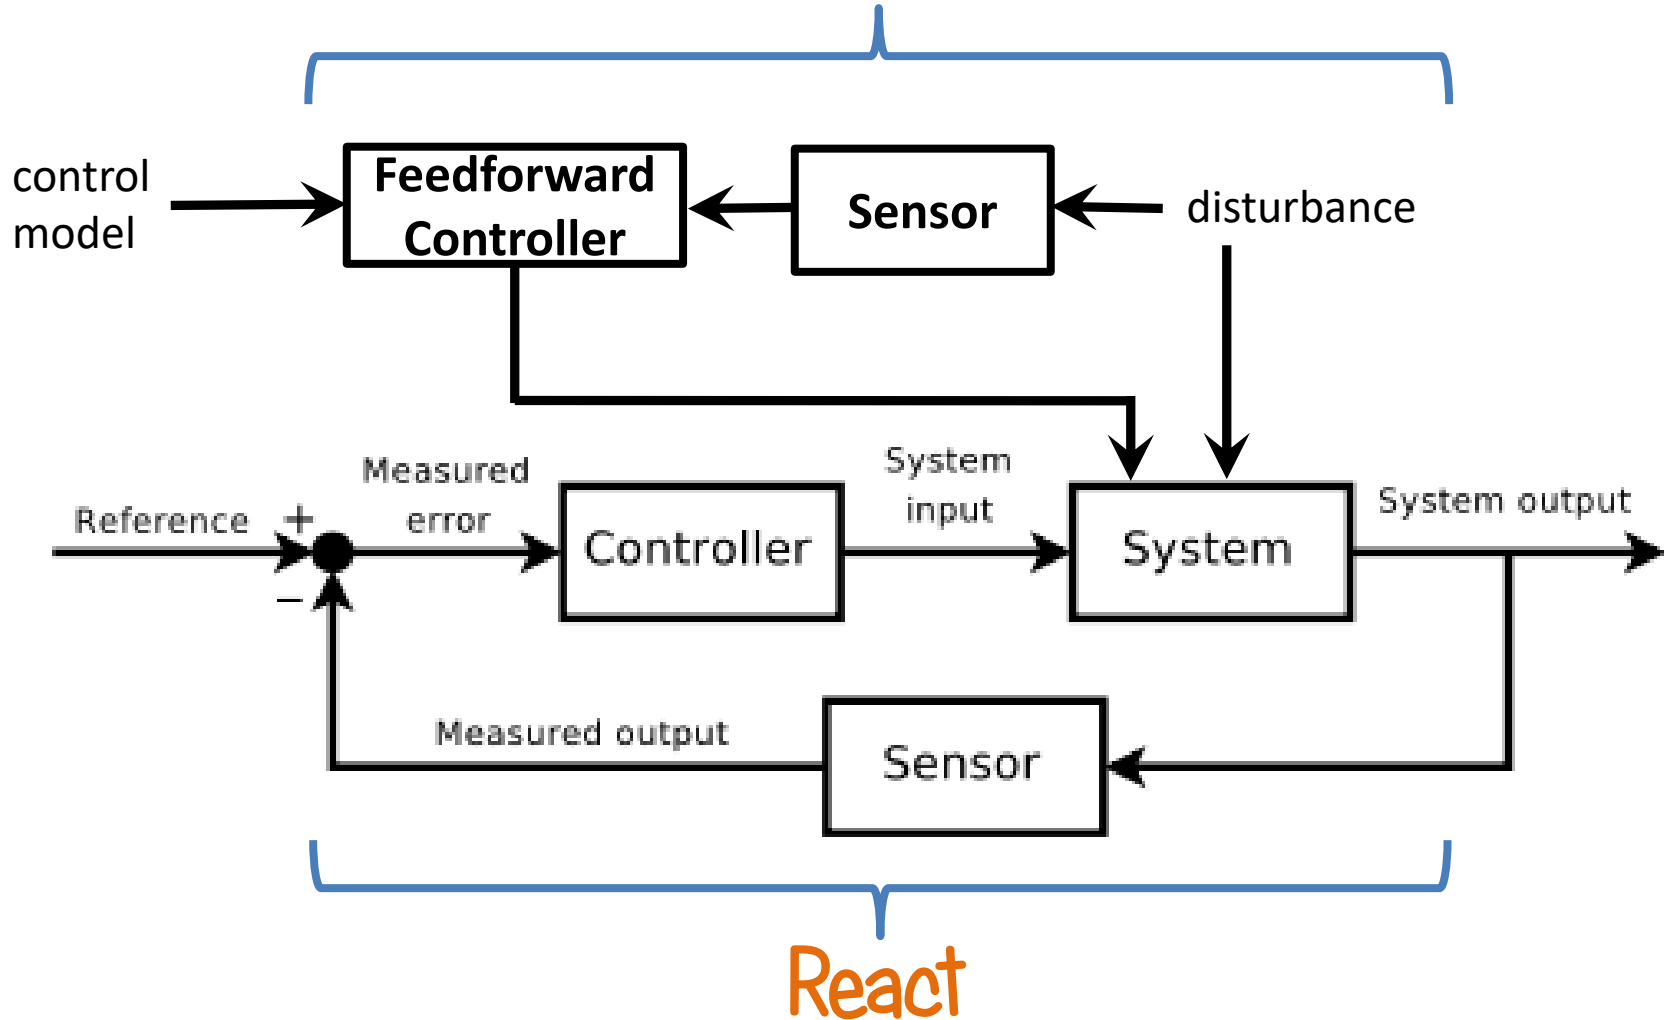 control
model
Feedforward
Controller
Sensor
disturbance
Reference
+
−
Measured
error
Controller
System
input
System
System output
Measured output
Sensor
React